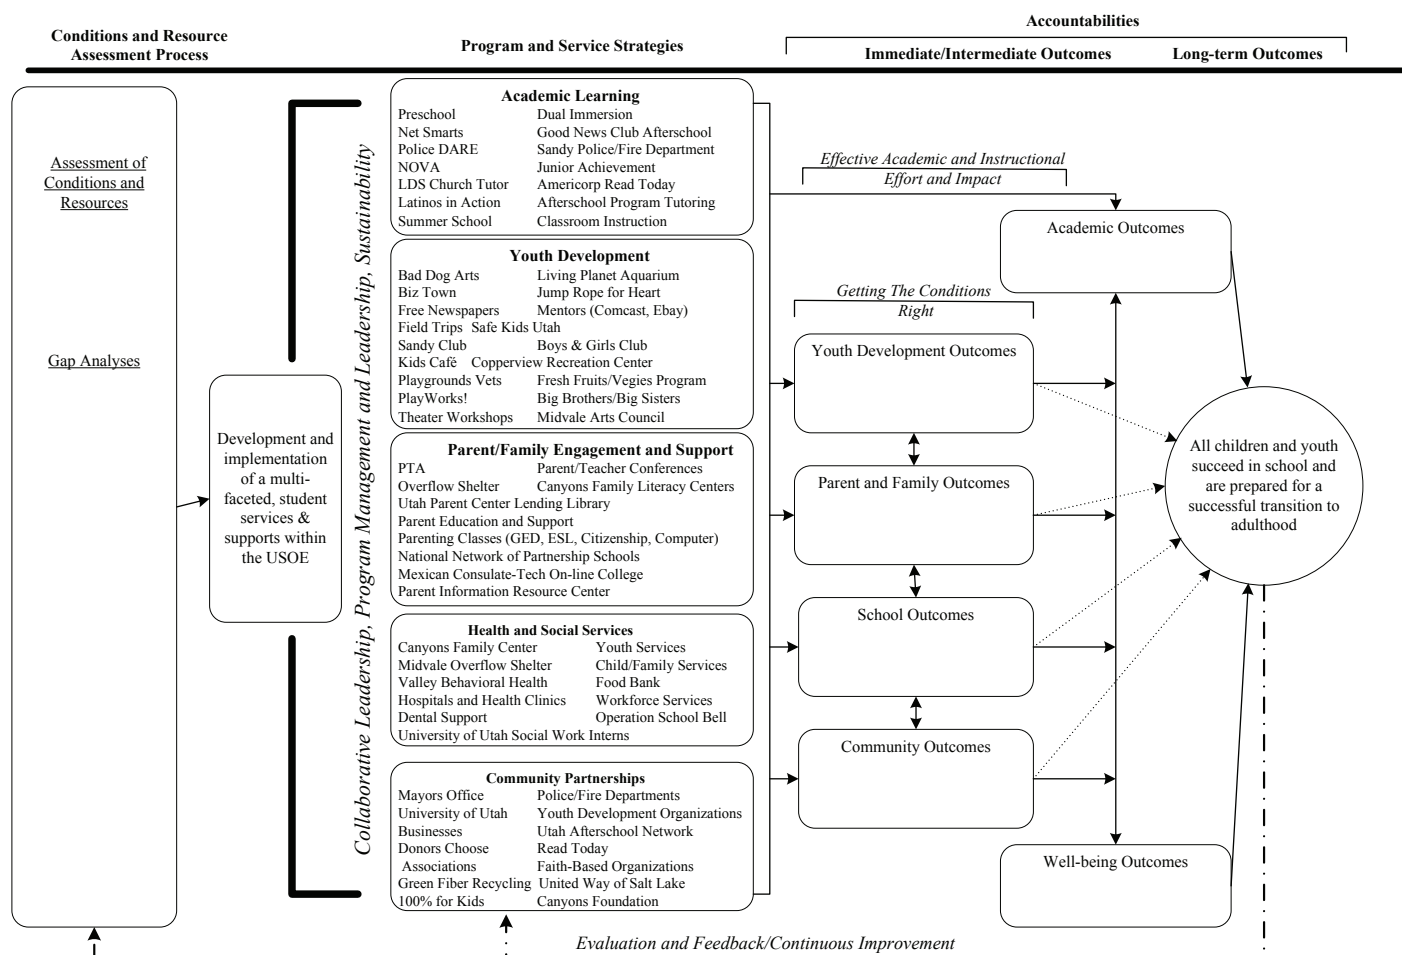 Accountabilities
Conditions and Resource
Assessment Process
Program and Service Strategies
Immediate/Intermediate Outcomes
Long-term Outcomes
Assessment of
Conditions and
Resources
Gap Analyses
Development and
implementation
of a multi-
faceted, student
services &
supports within
the USOE
Collaborative Leadership, Program Management and Leadership, Sustainability
Academic Learning
Preschool Dual Immersion
Net Smarts Good News Club Afterschool
Police DARE Sandy Police/Fire Department
NOVA Junior Achievement
LDS Church Tutor Americorp Read Today
Latinos in Action Afterschool Program Tutoring
Summer School Classroom Instruction
Youth Development
Bad Dog Arts Living Planet Aquarium
Biz Town Jump Rope for Heart
Free Newspapers Mentors (Comcast, Ebay)
Field Trips Safe Kids Utah
Sandy Club Boys & Girls Club
Kids Café Copperview Recreation Center
Playgrounds Vets Fresh Fruits/Vegies Program
PlayWorks! Big Brothers/Big Sisters
Theater Workshops Midvale Arts Council
Parent/Family Engagement and Support
PTA Parent/Teacher Conferences
Overflow Shelter Canyons Family Literacy Centers
Utah Parent Center Lending Library
Parent Education and Support
Parenting Classes (GED, ESL, Citizenship, Computer)
National Network of Partnership Schools
Mexican Consulate-Tech On-line College
Parent Information Resource Center
Health and Social Services
Canyons Family Center Youth Services
Midvale Overflow Shelter Child/Family Services
Valley Behavioral Health Food Bank
Hospitals and Health Clinics Workforce Services
Dental Support Operation School Bell
University of Utah Social Work Interns
Community Partnerships
Mayors Office Police/Fire Departments
University of Utah Youth Development Organizations
Businesses Utah Afterschool Network
Donors Choose Read Today
Associations Faith-Based Organizations
Green Fiber Recycling United Way of Salt Lake
100% for Kids Canyons Foundation
Effective Academic and Instructional
Effort and Impact
Academic Outcomes
Getting The Conditions
Right
Youth Development Outcomes
Parent and Family Outcomes
School Outcomes
Community Outcomes
Well-being Outcomes
All children and youth
succeed in school and
are prepared for a
successful transition to
adulthood
Evaluation and Feedback/Continuous Improvement